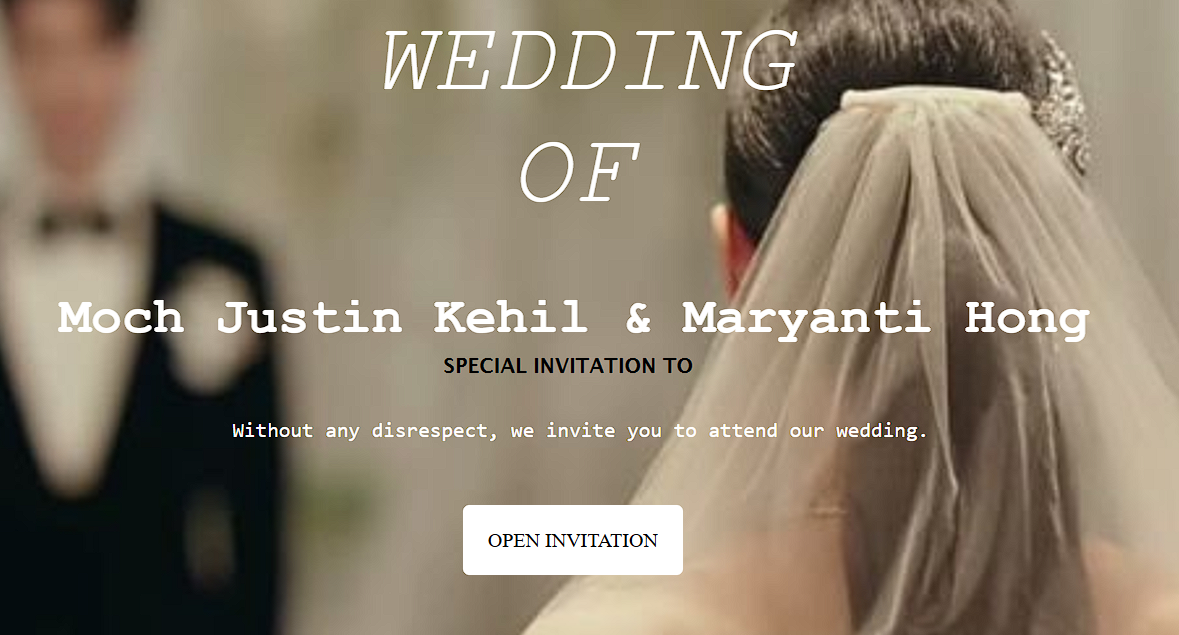 WEDDING
OF
Moch Justin Kehil & Maryanti Hong
SPECIAL INVITATION TO
Without any disrespect, we invite you to attend our wedding.
OPEN INVITATION